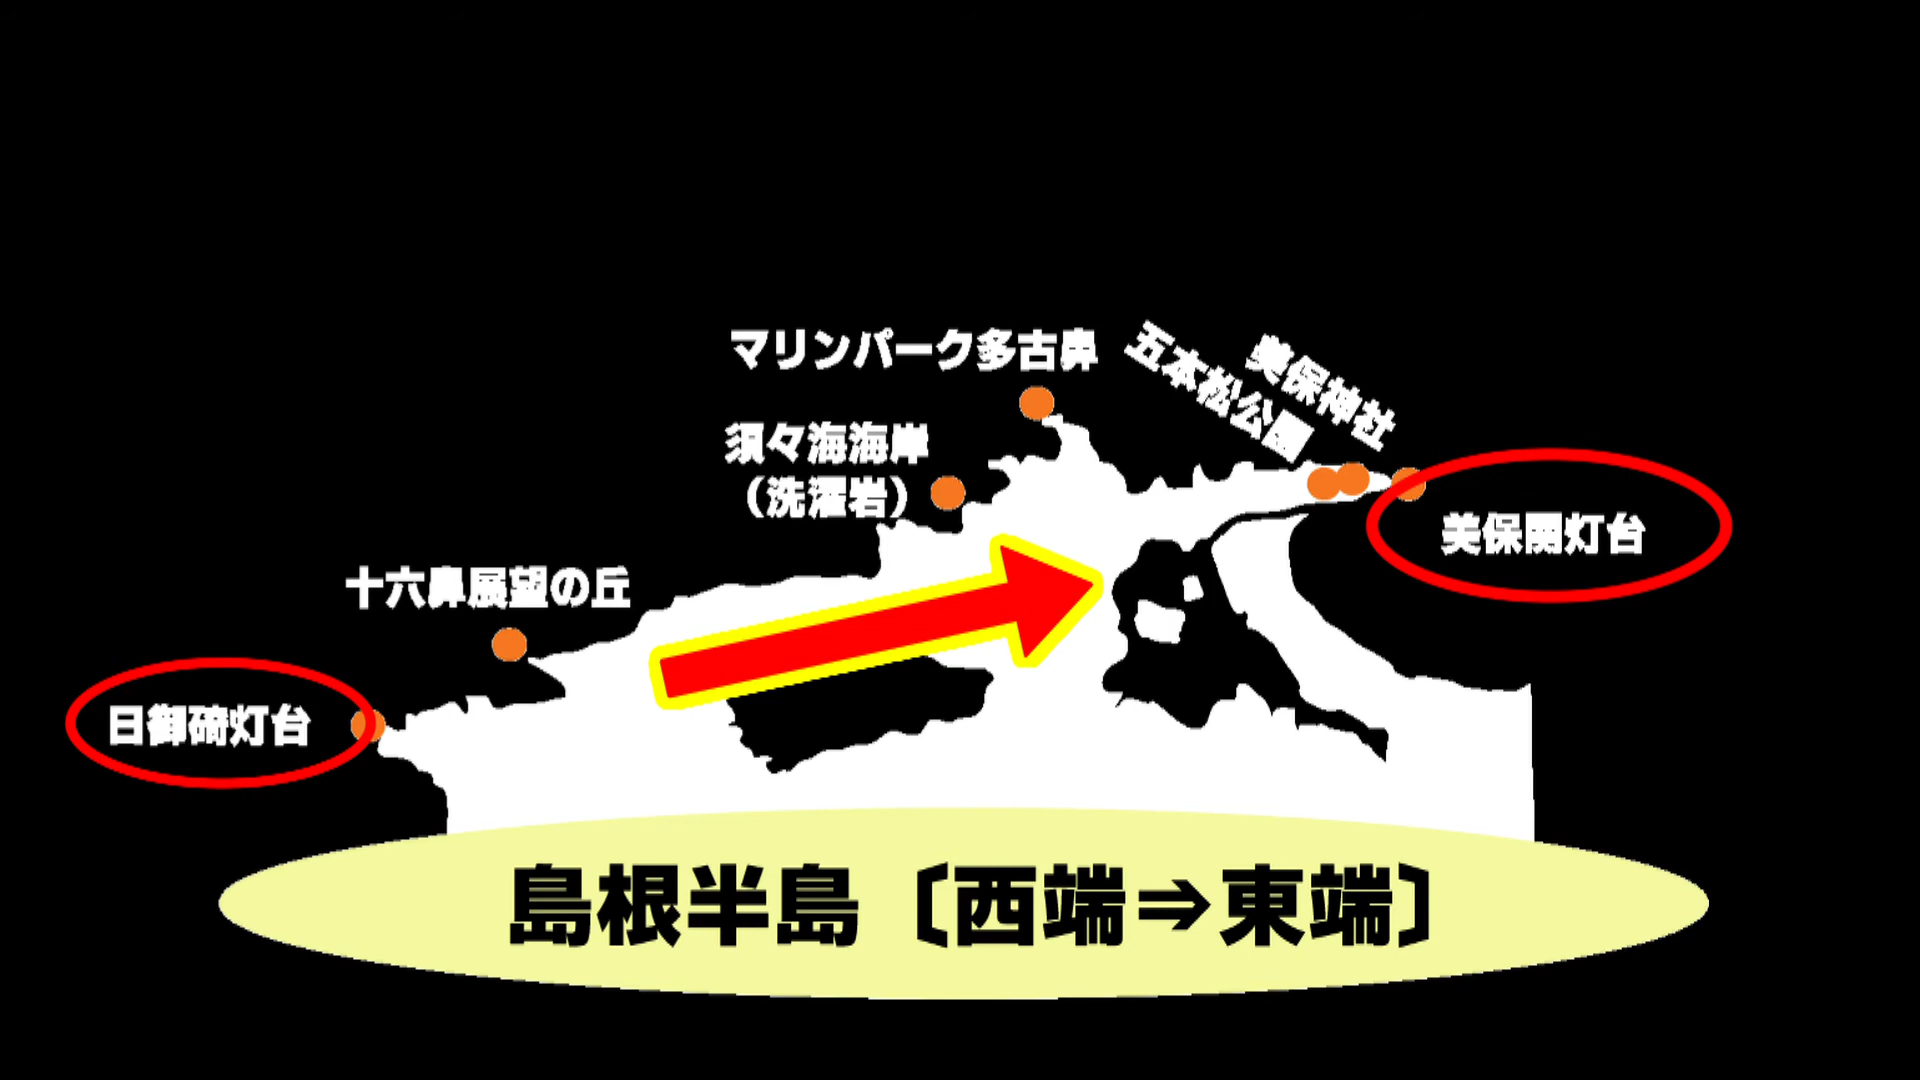 マリンパーク多古鼻
五本松公園
美保神社
須々海海岸
（洗濯岩）
美保関灯台
十六鼻展望の丘
日御碕灯台
島根半島〔西端⇒東端〕